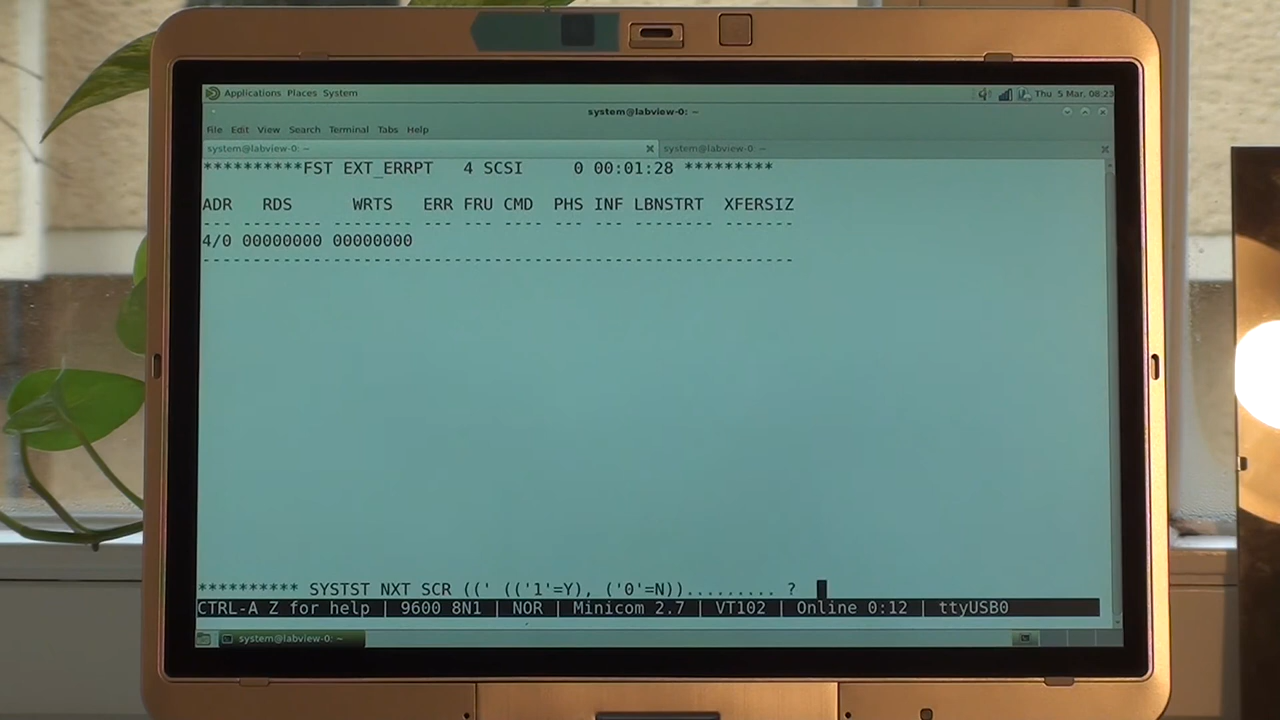 Applications Places System
Thu 5 Mar, 08:23
system@labview-0: ~
File Edit View Search Terminal Tabs Help
system@labview-0: ~
system@labview-0: ~
**********FST EXT_ERRPT 4 SCSI 0 00:01:28 *********
ADR RDS WRTS ERR FRU CMD PHS INF LBNSTRT XFERSIZ
--- -------- -------- --- --- ---- --- --- -------- -------
4/0 00000000 00000000
-----------------------------------------------------------
********** SYSTST NXT SCR ((' (('1'=Y), ('0'=N))......... ?
CTRL-A Z for help | 9600 8N1 | NOR | Minicom 2.7 | VT102 | Online 0:12 | ttyUSB0
system@labview-0: ~